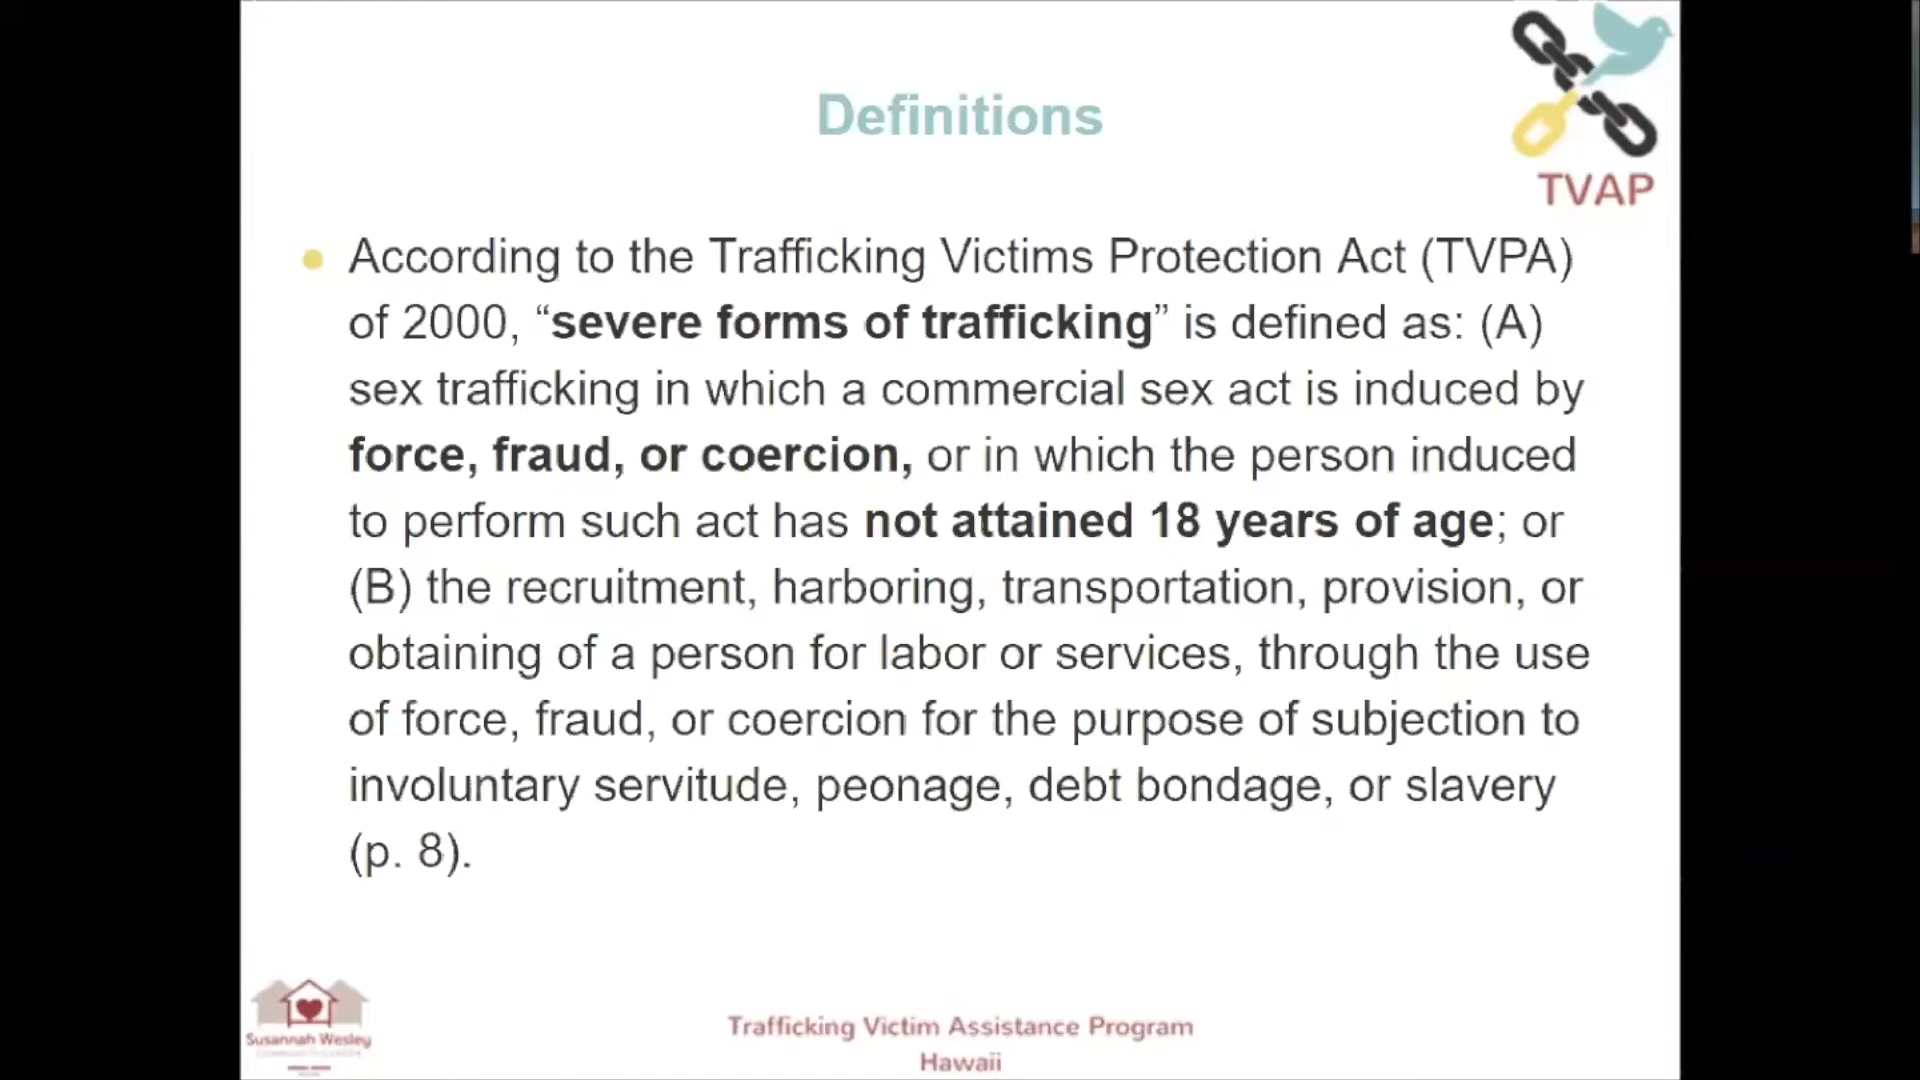 TVAP
Definitions
According to the Trafficking Victims Protection Act (TVPA)
of 2000, “severe forms of trafficking” is defined as: (A)
sex trafficking in which a commercial sex act is induced by
force, fraud, or coercion, or in which the person induced
to perform such act has not attained 18 years of age; or
(B) the recruitment, harboring, transportation, provision, or
obtaining of a person for labor or services, through the use
of force, fraud, or coercion for the purpose of subjection to
involuntary servitude, peonage, debt bondage, or slavery
(p. 8).
Susannah Wesley
Trafficking Victim Assistance Program
Hawaii